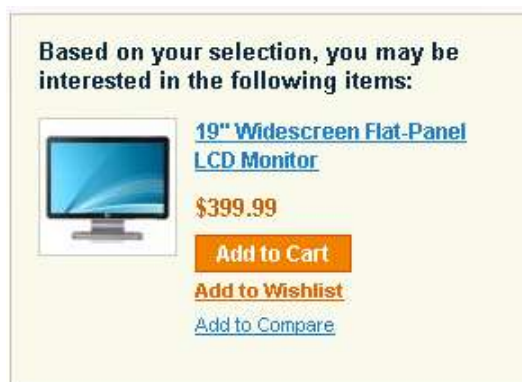 Based on your selection, you may be
interested in the following items:
19" Widescreen Flat-Panel
LCD Monitor
$399.99
Add to Cart
Add to Wishlist
Add to Compare